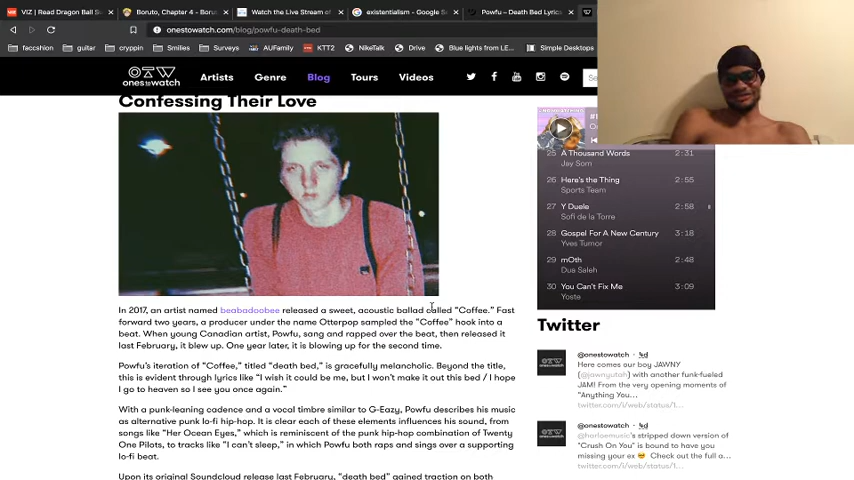 VIZ | Read Dragon Ball S
Boruto, Chapter 4 - Boru
Watch the Live Stream of
existentialism - Google S
Powfu – Death Bed Lyrics
onestowatch.com/blog/powfu-death-bed
faccshion
guitar
cryppin
Smilies
Surveys
AUFamily
KTT2
NikeTalk
Drive
Blue lights from LE...
Simple Desktops
OTW
onestowatch
Artists
Genre
Blog
Tours
Videos
Confessing Their Love
25 A Thousand Words 2:31
Jay Som
26 Here's the Thing 2:55
Sports Team
27 Y Duele 2:58
Sofi de la Torre
28 Gospel For A New Century 3:18
Yves Tumor
29 mOth 2:48
Dua Saleh
30 You Can't Fix Me 3:09
Yoste
In 2017, an artist named beabadoobee released a sweet, acoustic ballad called “Coffee.” Fast
forward two years, a producer under the name Otterpop sampled the “Coffee” hook into a
beat. When young Canadian artist, Powfu, sang and rapped over the beat, then released it
last February, it blew up. One year later, it is blowing up for the second time.
Powfu's iteration of “Coffee,” titled “death bed,” is gracefully melancholic. Beyond the title,
this is evident through lyrics like “I wish it could be me, but I won't make it out this bed / I hope
I go to heaven so I see you once again.”
With a punk-leaning cadence and a vocal timbre similar to G-Eazy, Powfu describes his music
as alternative punk lo-fi hip-hop. It is clear each of these elements influences his sound, from
songs like “Her Ocean Eyes,” which is reminiscent of the punk hip-hop combination of Twenty
One Pilots, to tracks like “I can't sleep,” in which Powfu both raps and sings over a supporting
lo-fi beat.
Upon its original Soundcloud release last February, “death bed” gained traction on both
Twitter
@onestowatch ·
Here comes our boy JAWNY
(@jawnyutah) with another funk-fueled
JAM! From the very opening moments of
"Anything You...
twitter.com/i/web/status/1...
@onestowatch ·
@harloemusic's stripped down version of
"Crush On You" is bound to have you
missing your ex 😍 Check out the full a...
twitter.com/i/web/status/1...